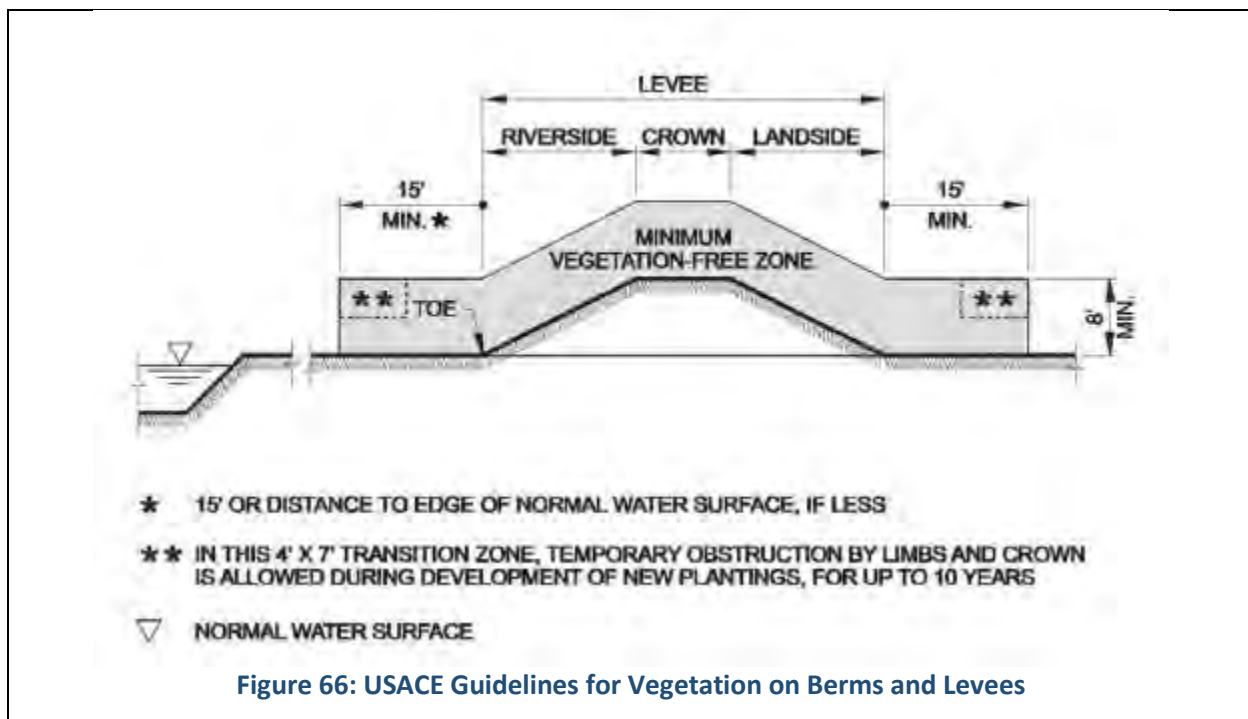 LEVEE
RIVERSIDE CROWN LANDSIDE
15' MIN. *
15' MIN.
MINIMUM
VEGETATION-FREE ZONE
**
TOE
**
8' MIN.
* 15' OR DISTANCE TO EDGE OF NORMAL WATER SURFACE, IF LESS
** IN THIS 4' X 7' TRANSITION ZONE, TEMPORARY OBSTRUCTION BY LIMBS AND CROWN
IS ALLOWED DURING DEVELOPMENT OF NEW PLANTINGS, FOR UP TO 10 YEARS
▽ NORMAL WATER SURFACE
Figure 66: USACE Guidelines for Vegetation on Berms and Levees